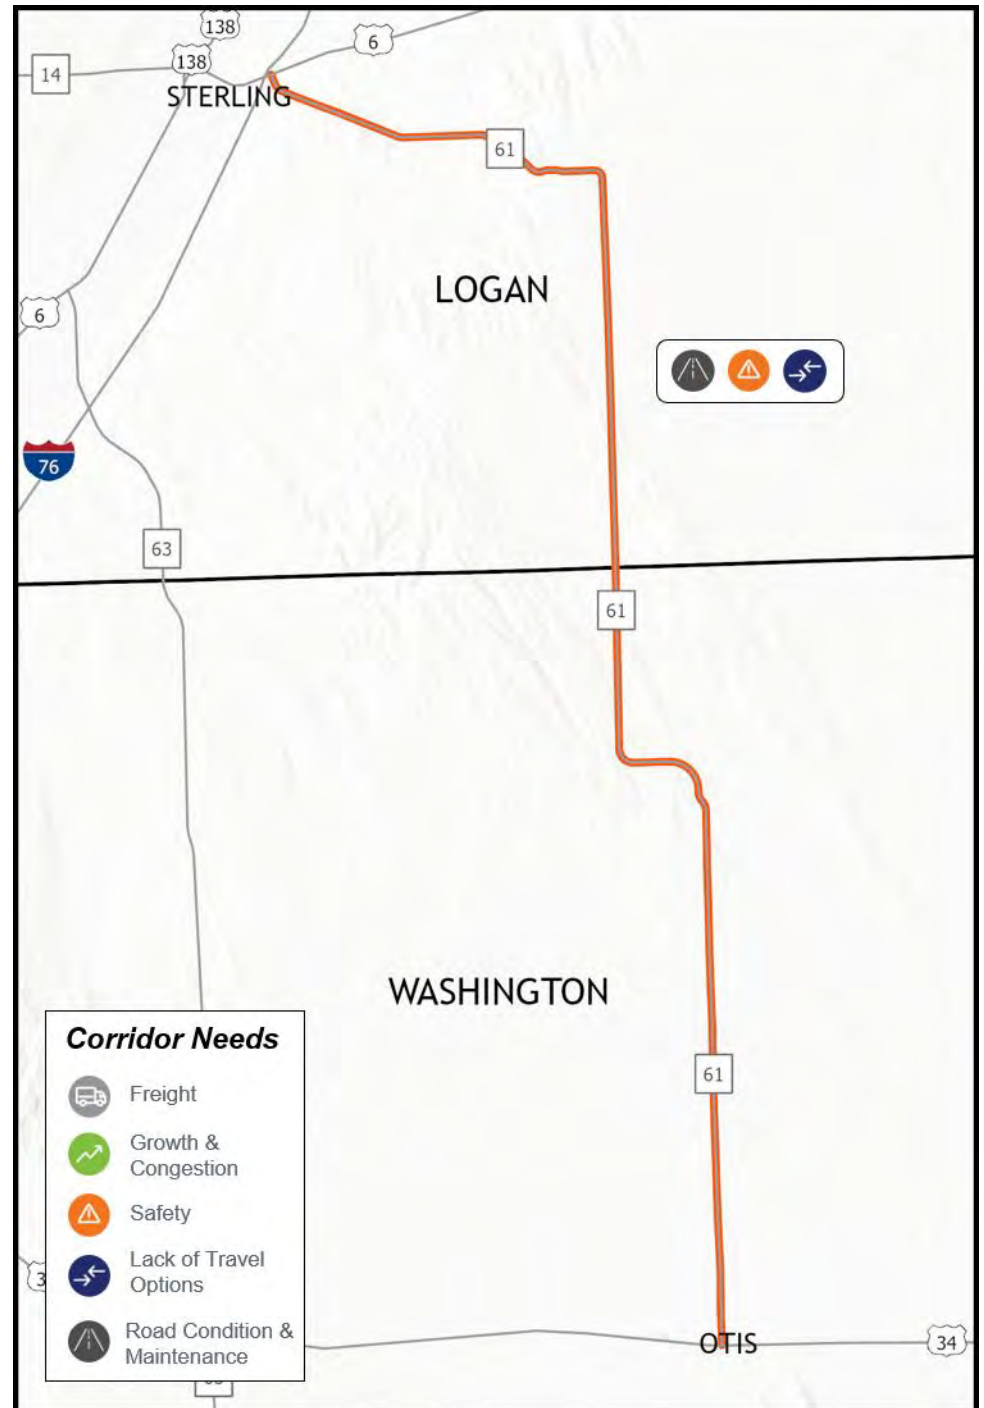 138
6
138
14
STERLING
61
LOGAN
6
76
63
61
WASHINGTON
Corridor Needs
Freight
61
Growth &
Congestion
Safety
Lack of Travel
Options
3
Road Condition &
Maintenance
OTIS
34